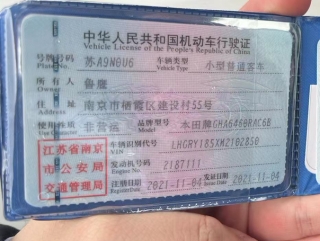 中华人民共和国机动车行驶证
Vehicle License of the People's Republic of China
号牌号码 苏A9N0U6 车辆类型 小型普通客车
Plate No. Vehicle Type
所有人
Owner
住址 南京市栖霞区建设村55号
Address
使用性质 非营运 品牌型号 本田牌GHA6460RAC6B
江苏省南京
市公安局
交通管理局
车辆识别代号 LHGRY185XM2102850
VIN
发动机号码 2187111
Engine No.
注册日期 2021-11-04 发证日期 2021-11-04
Register Date Issue Date